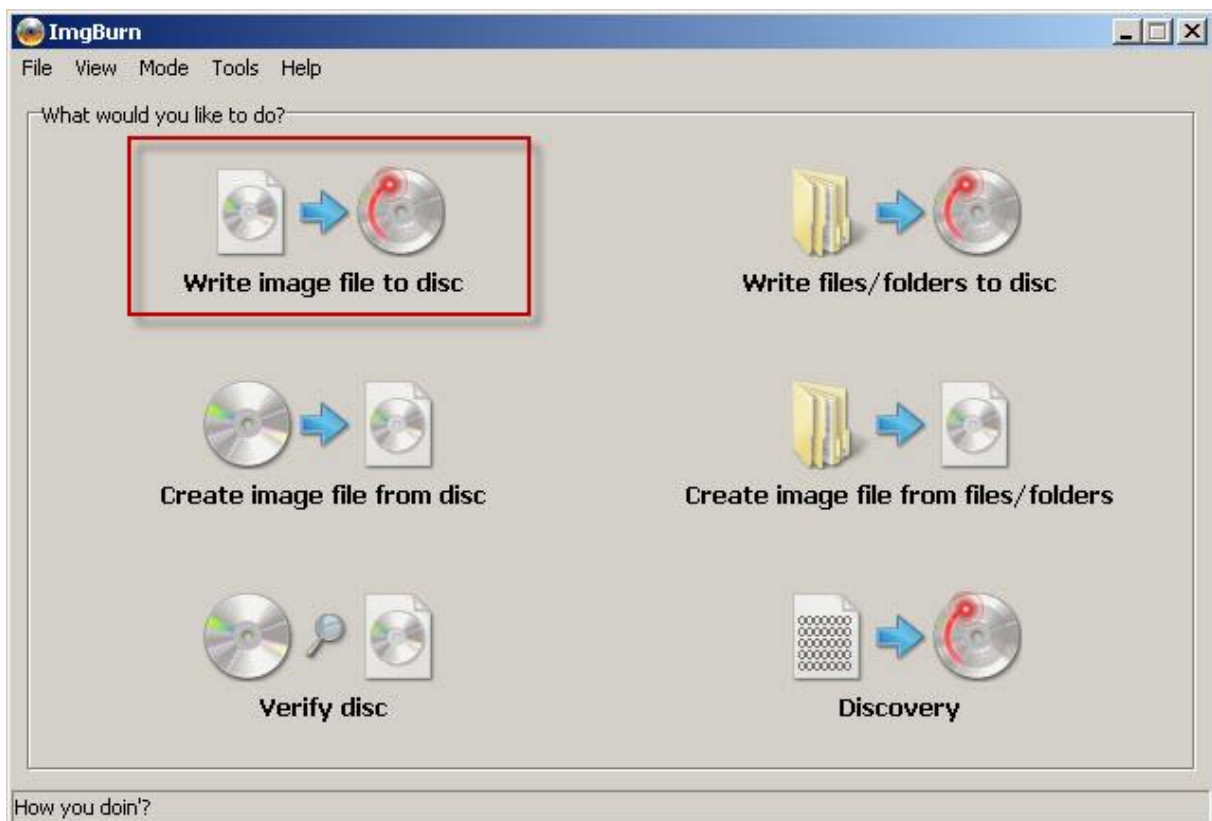 ImgBurn
File View Mode Tools Help
What would you like to do?
Write image file to disc
Write files/folders to disc
Create image file from disc
Create image file from files/folders
Verify disc
Discovery
How you doin'?